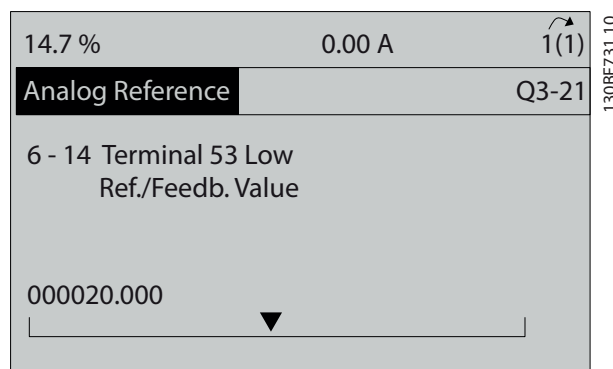 14.7 % 0.00 A 1(1)
Analog Reference Q3-21
6 - 14 Terminal 53 Low
Ref./Feedb. Value
000020.000
130BF731.10